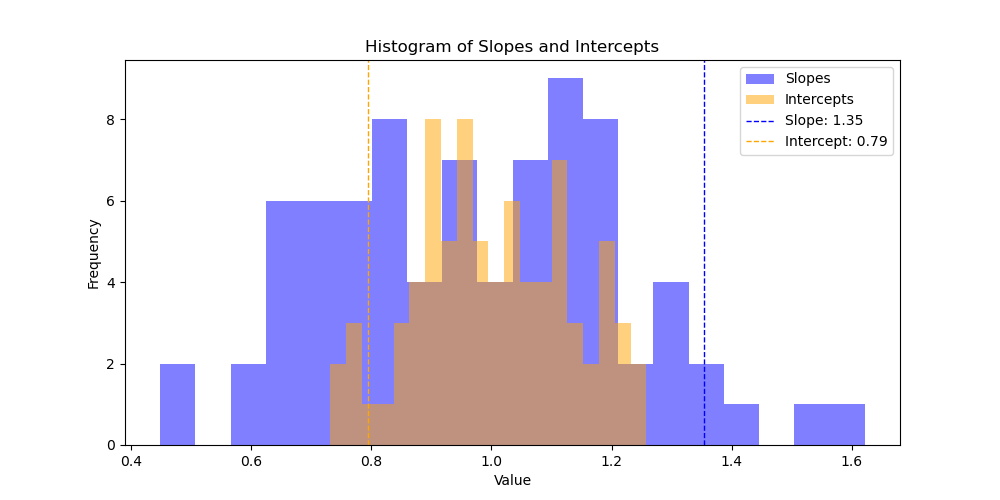 Histogram of Slopes and Intercepts
Slopes
Intercepts
Slope: 1.35
Intercept: 0.79
Frequency
8
6
4
2
0
0.4 0.6 0.8 1.0 1.2 1.4 1.6
Value